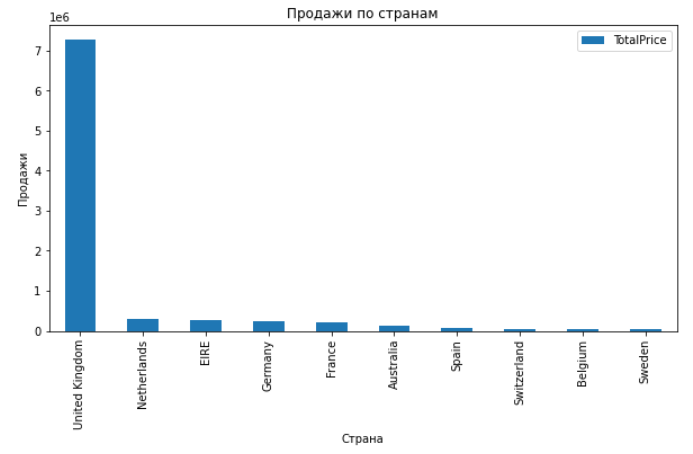 Продажи по странам
1e6
TotalPrice
7
6
5
4
3
2
1
0
Продажи
United Kingdom
Netherlands
EIRE
Germany
France
Australia
Spain
Switzerland
Belgium
Sweden
Страна